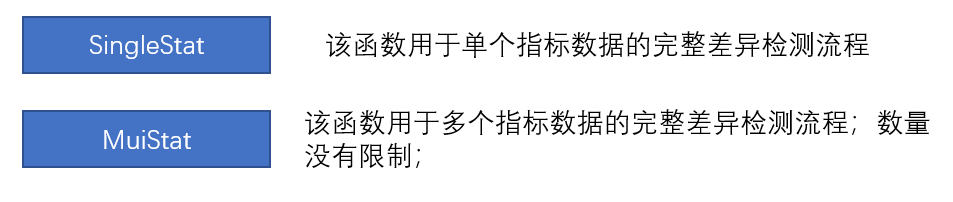 SingleStat
该函数用于单个指标数据的完整差异检测流程
MuiStat
该函数用于多个指标数据的完整差异检测流程；数量
没有限制；